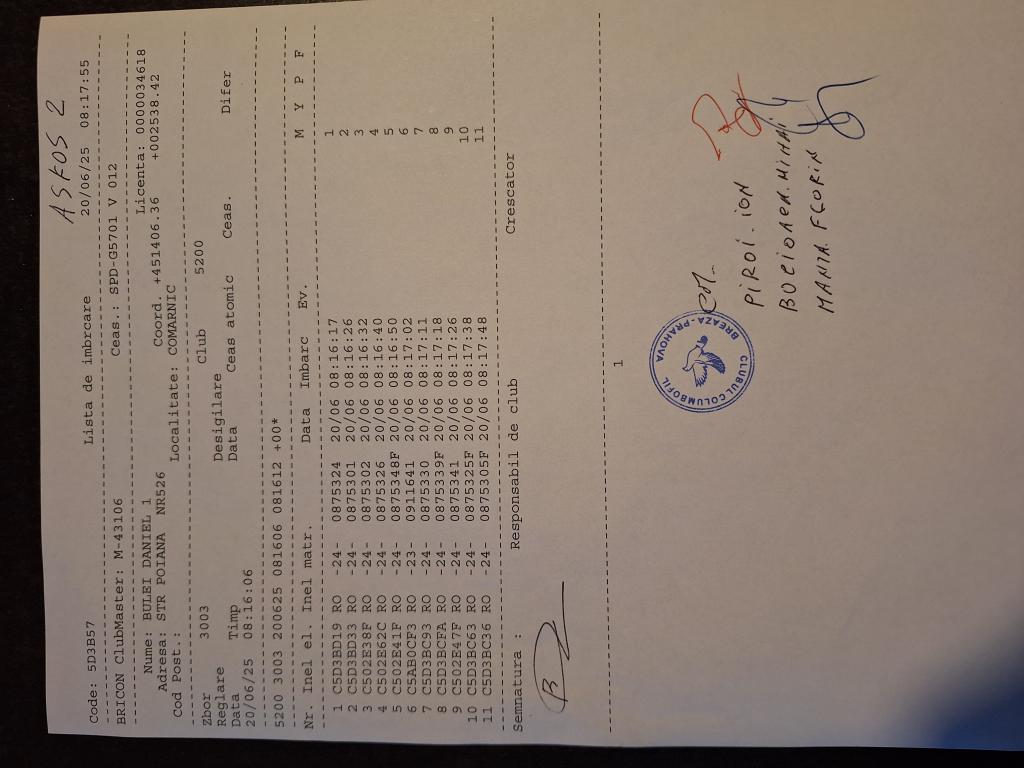 ASKOS 2
Code: 5D3B57 Lista de imbrcare 20/06/25 08:17:55
BRICON ClubMaster: M-43106 Ceas.: SPD-G5701 V 012
Nume: BULEI DANIEL 1 Licenta: 0000034618
Adresa: STR POIANA NR526 Coord. +451406.36 +002538.42
Cod Post.: Localitate: COMARNIC
Zbor 3003 Club 5200
Reglare Desigilare
Data Timp Data Ceas atomic Ceas. Difer
20/06/25 08:16:06
5200 3003 200625 081606 081612 +00*
Nr. Inel el. Inel matr. Data Imbarc Ev. M Y P F
1 C5D3BD19 RO -24- 0875324 20/06 08:16:17 1
2 C5D3BD33 RO -24- 0875301 20/06 08:16:26 2
3 C502E38F RO -24- 0875302 20/06 08:16:32 3
4 C502E62C RO -24- 0875326 20/06 08:16:40 4
5 C502E41F RO -24- 0875348F 20/06 08:16:50 5
6 C5AB0CF3 RO -23- 0911641 20/06 08:17:02 6
7 C5D3BC93 RO -24- 0875330 20/06 08:17:11 7
8 C5D3BCFA RO -24- 0875339F 20/06 08:17:18 8
9 C502E47F RO -24- 0875341 20/06 08:17:26 9
10 C5D3BC63 RO -24- 0875325F 20/06 08:17:38 10
11 C5D3BC36 RO -24- 0875305F 20/06 08:17:48 11
Semnatura : Responsabil de club Crescator
1
CLUBUL COLUMBOFIL
BREAZA - PRAHOVA
PIROI. ION
MANTA FLORIN